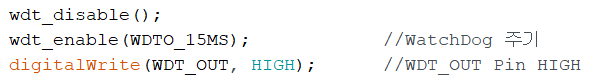 wdt_disable();
wdt_enable(WDTO_15MS); //WatchDog 주기
digitalWrite(WDT_OUT, HIGH); //WDT_OUT Pin HIGH